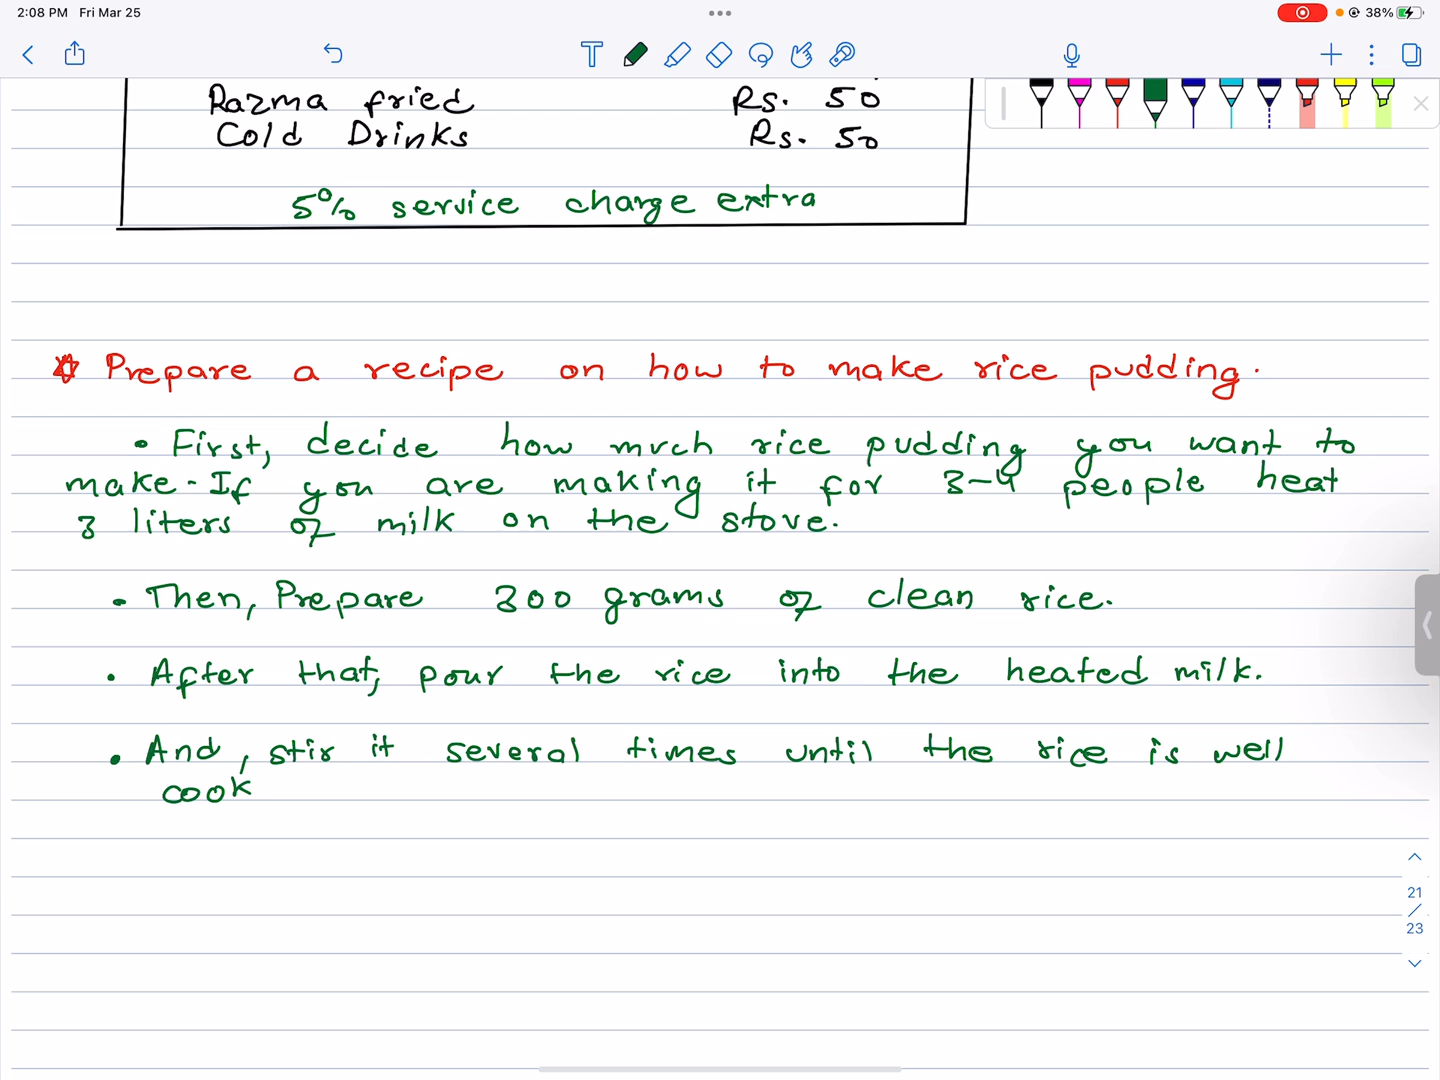 2:08 PM Fri Mar 25
38%
Razma fried Rs. 50
Cold Drinks Rs. 50
5% service charge extra
Prepare a recipe on how to make rice pudding.
• First, decide how much rice pudding you want to
make. If you are making it for 3-4 people heat
3 liters of milk on the stove.
• Then, Prepare 300 grams of clean rice.
• After that, pour the rice into the heated milk.
• And, stir it several times until the rice is well
cook
21
/
23